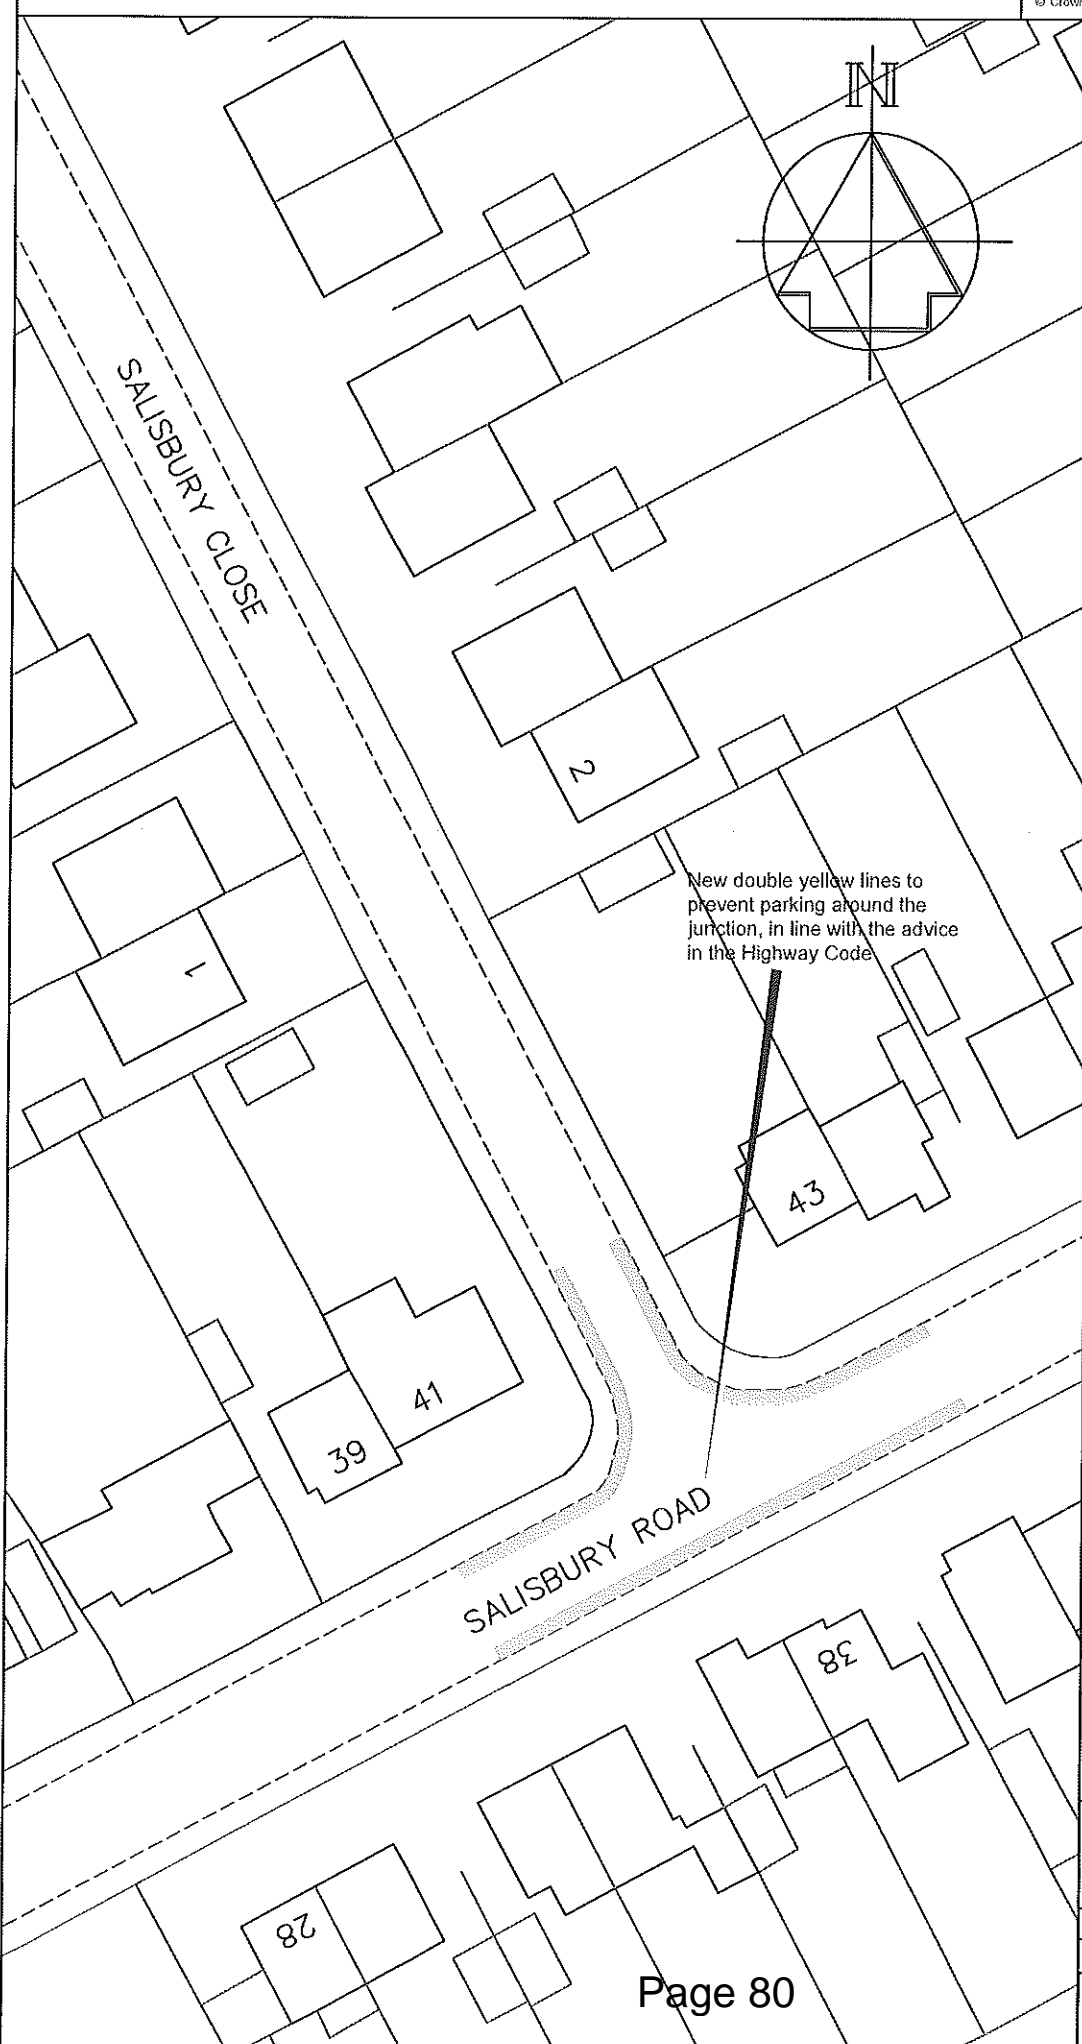 © Crown
N
SALISBURY CLOSE
2
New double yellow lines to
prevent parking around the
junction, in line with the advice
in the Highway Code
1
43
41
39
SALISBURY ROAD
38
28
Page 80